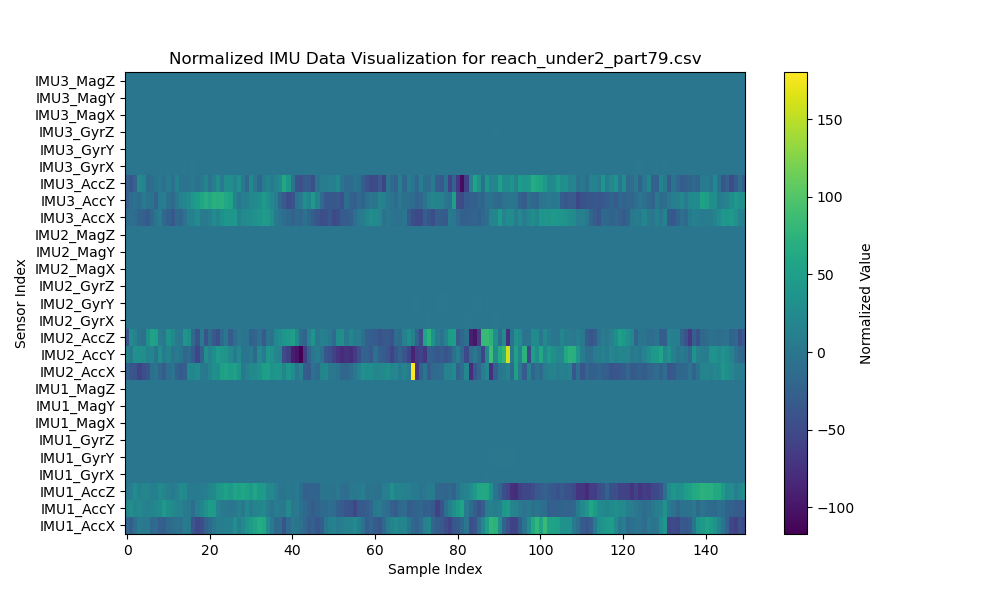 Normalized IMU Data Visualization for reach_under2_part79.csv
IMU3_MagZ
IMU3_MagY
IMU3_MagX
IMU3_GyrZ
IMU3_GyrY
IMU3_GyrX
IMU3_AccZ
IMU3_AccY
IMU3_AccX
IMU2_MagZ
IMU2_MagY
IMU2_MagX
IMU2_GyrZ
IMU2_GyrY
IMU2_GyrX
IMU2_AccZ
IMU2_AccY
IMU2_AccX
IMU1_MagZ
IMU1_MagY
IMU1_MagX
IMU1_GyrZ
IMU1_GyrY
IMU1_GyrX
IMU1_AccZ
IMU1_AccY
IMU1_AccX
Sensor Index
0 20 40 60 80 100 120 140
Sample Index
150
100
50
0
−50
−100
Normalized Value